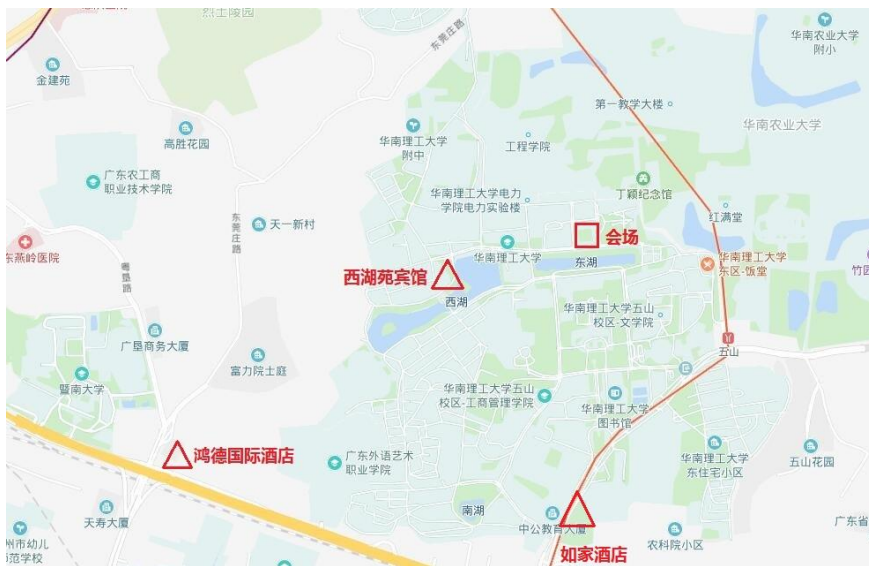 烈士陵园
华南农业大学
附小
金建苑
东莞庄路
第一教学大楼
华南农业大学
高胜花园
华南理工大学
附中
工程学院
广东农工商
职业技术学院
丁颖纪念馆
华南理工大学电力
学院电力实验楼
红满堂
东莞庄路
天一新村
会场
东燕岭医院
华南理工大学
东湖
华南理工大学
东区-饭堂
粤垦路
西湖苑宾馆
西湖
华南理工大学五山
校区-文学院
广垦商务大厦
五山
富力院士庭
暨南大学
华南理工大学五山
校区-工商管理学院
华南理工大学
图书馆
鸿德国际酒店
广东外语艺术
职业学院
华南理工大学
东住宅小区
五山花园
南湖
天寿大厦
中公教育大厦
广东省
州市幼儿
范学校
如家酒店
农科院小区